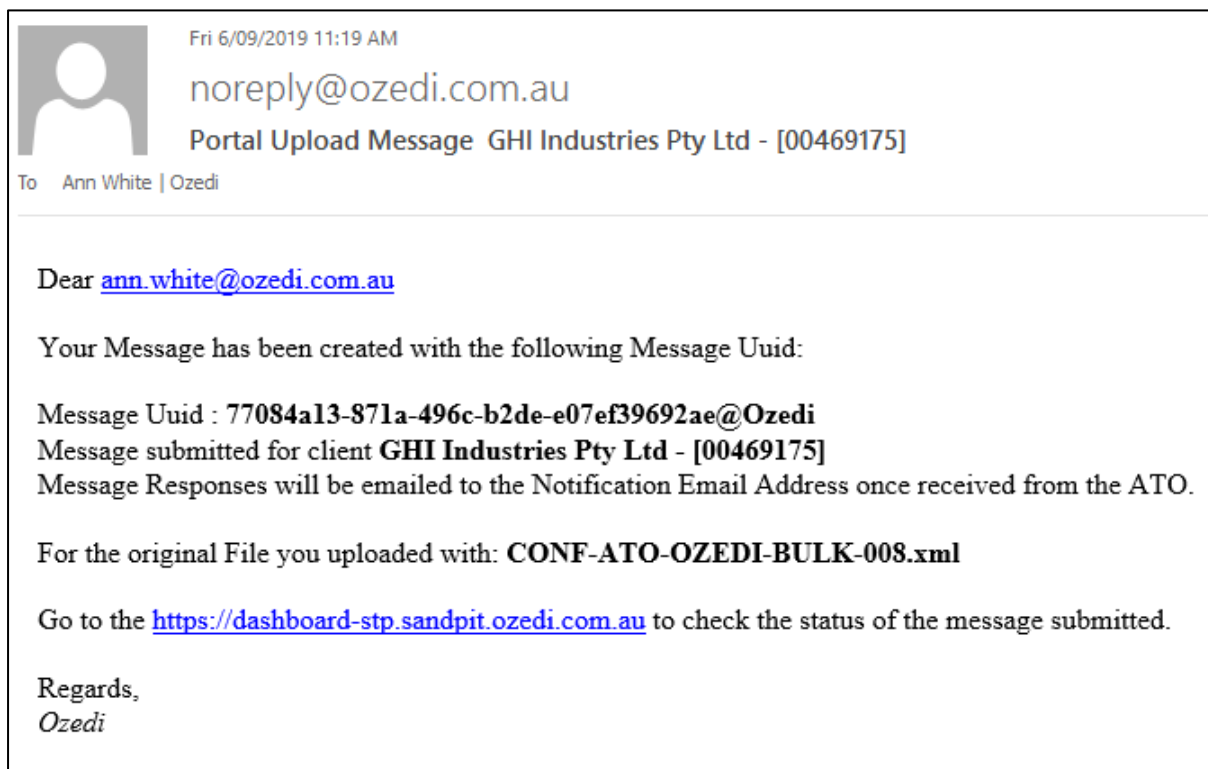 Fri 6/09/2019 11:19 AM
noreply@ozedi.com.au
Portal Upload Message  GHI Industries Pty Ltd - [00469175]
To Ann White | Ozedi
Dear ann.white@ozedi.com.au
Your Message has been created with the following Message Uuid:
Message Uuid : 77084a13-871a-496c-b2de-e07ef39692ae@Ozedi
Message submitted for client GHI Industries Pty Ltd - [00469175]
Message Responses will be emailed to the Notification Email Address once received from the ATO.
For the original File you uploaded with: CONF-ATO-OZEDI-BULK-008.xml
Go to the https://dashboard-stp.sandpit.ozedi.com.au to check the status of the message submitted.
Regards,
Ozedi